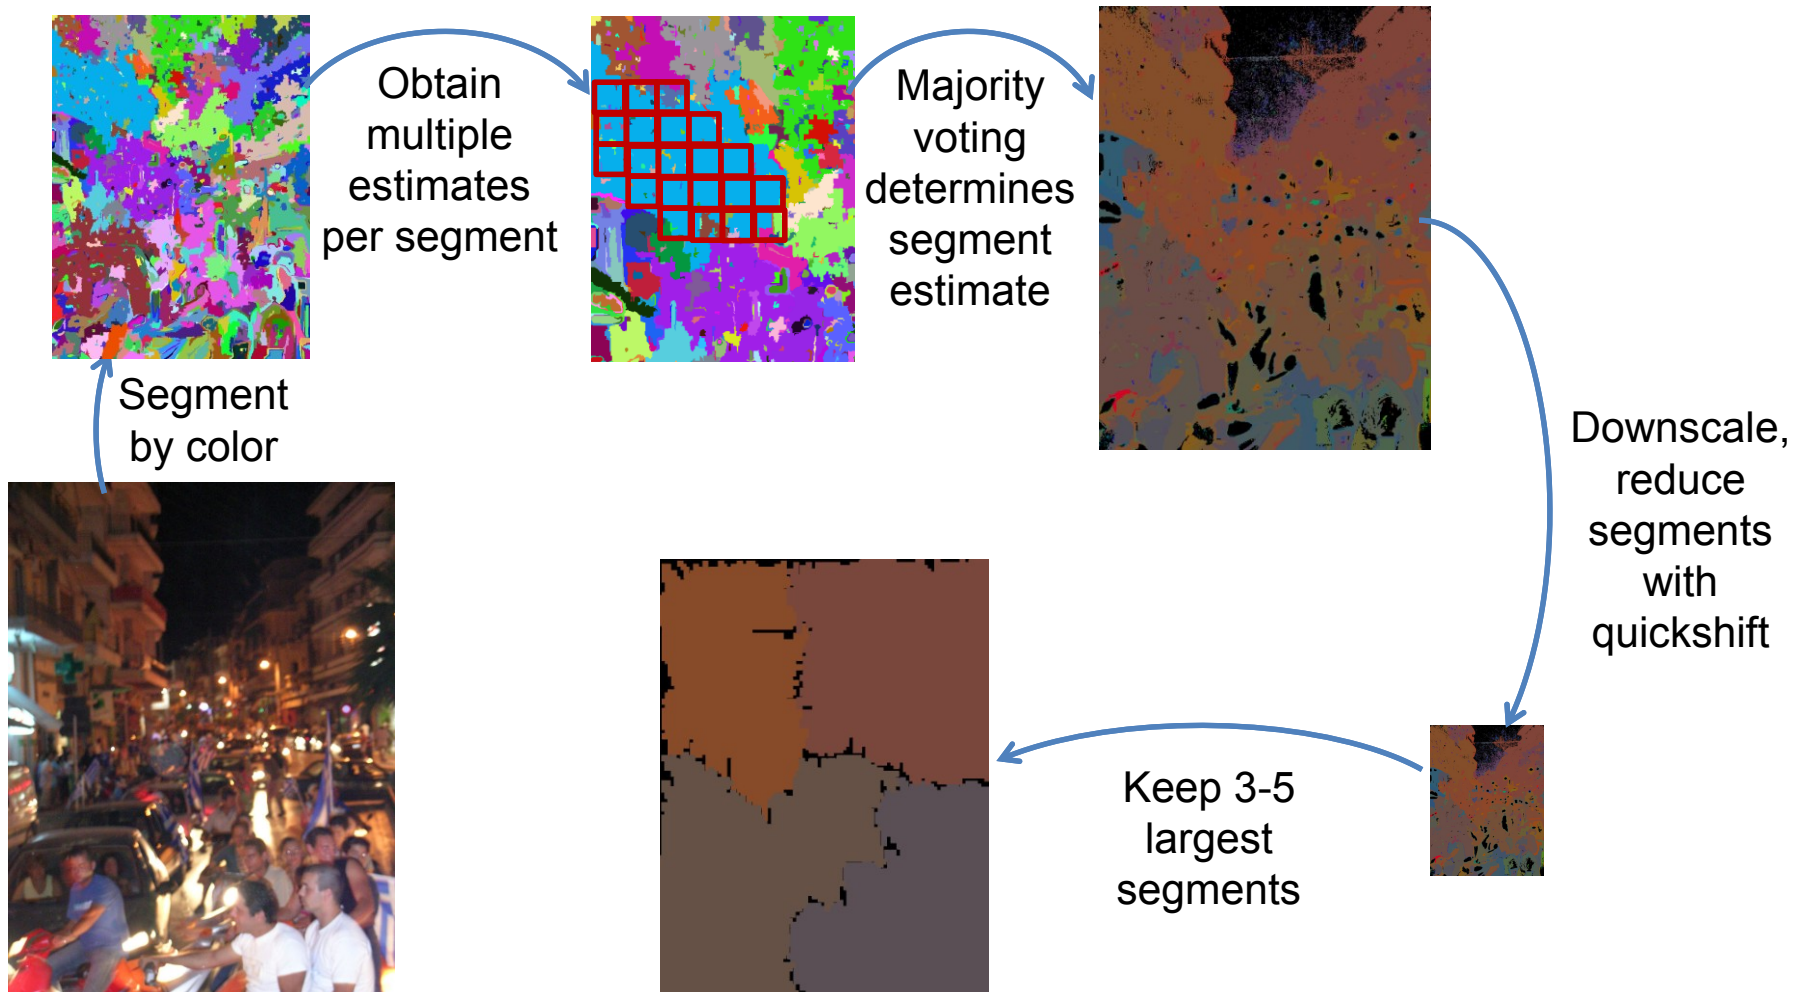 Segment
by color
Obtain
multiple
estimates
per segment
Majority
voting
determines
segment
estimate
Downscale,
reduce
segments
with
quickshift
Keep 3-5
largest
segments